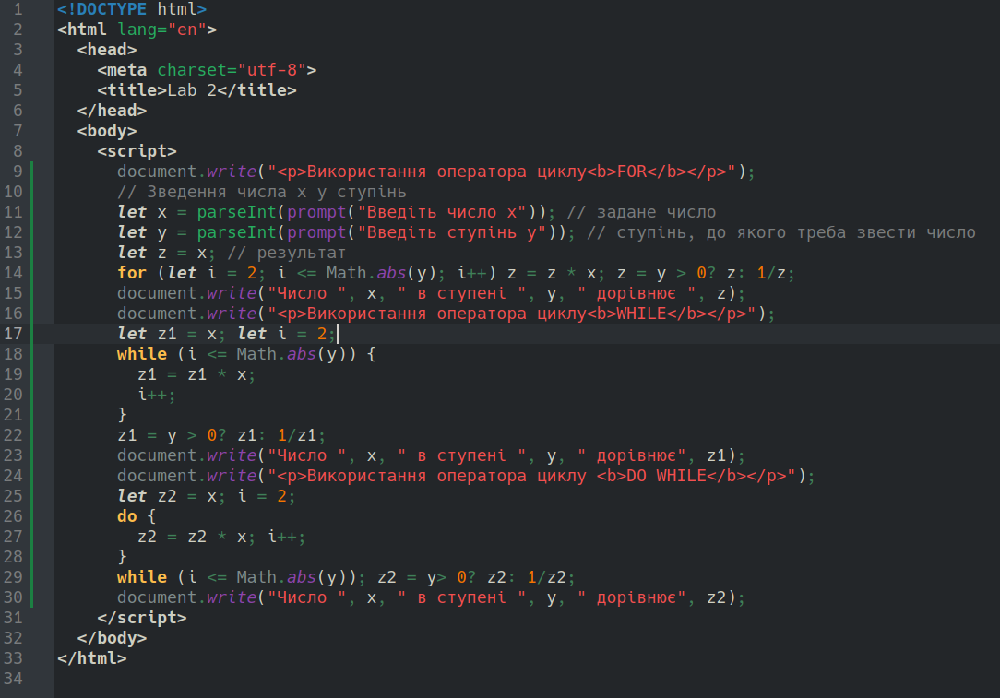 1 <!DOCTYPE html>
2 <html lang="en">
3   <head>
4     <meta charset="utf-8">
5     <title>Lab 2</title>
6   </head>
7   <body>
8     <script>
9       document.write("<p>Використання оператора циклу<b>FOR</b></p>");
10       // Зведення числа x у ступінь
11       let x = parseInt(prompt("Введіть число x")); // задане число
12       let y = parseInt(prompt("Введіть ступінь y")); // ступінь, до якого треба звести число
13       let z = x; // результат
14       for (let i = 2; i <= Math.abs(y); i++) z = z * x; z = y > 0? z: 1/z;
15       document.write("Число ", x, " в ступені ", y, " дорівнює ", z);
16       document.write("<p>Використання оператора циклу<b>WHILE</b></p>");
17       let z1 = x; let i = 2;
18       while (i <= Math.abs(y)) {
19         z1 = z1 * x;
20         i++;
21       }
22       z1 = y > 0? z1: 1/z1;
23       document.write("Число ", x, " в ступені ", y, " дорівнює", z1);
24       document.write("<p>Використання оператора циклу <b>DO WHILE</b></p>");
25       let z2 = x; i = 2;
26       do {
27         z2 = z2 * x; i++;
28       }
29       while (i <= Math.abs(y)); z2 = y> 0? z2: 1/z2;
30       document.write("Число ", x, " в ступені ", y, " дорівнює", z2);
31     </script>
32   </body>
33 </html>
34